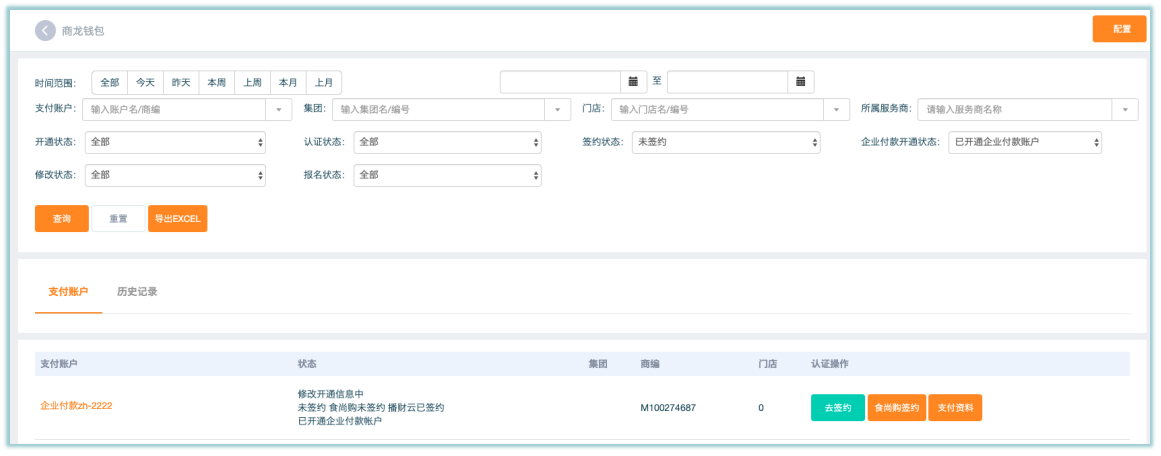 商龙钱包
配置
时间范围: 全部 今天 昨天 本周 上周 本月 上月 至
支付账户: 输入账户名/商编 集团: 输入集团名/编号 门店: 输入门店名/编号 所属服务商: 请输入服务商名称
开通状态: 全部 认证状态: 全部 签约状态: 未签约 企业付款开通状态: 已开通企业付款账户
修改状态: 全部 报名状态: 全部
查询 重置 导出EXCEL
支付账户 历史记录
支付账户 状态 集团 商编 门店 认证操作
修改开通信息中
企业付款zh-2222 未签约 食尚购未签约 播财云已签约 M100274687 0 去签约 食尚购签约 支付资料
已开通企业付款帐户